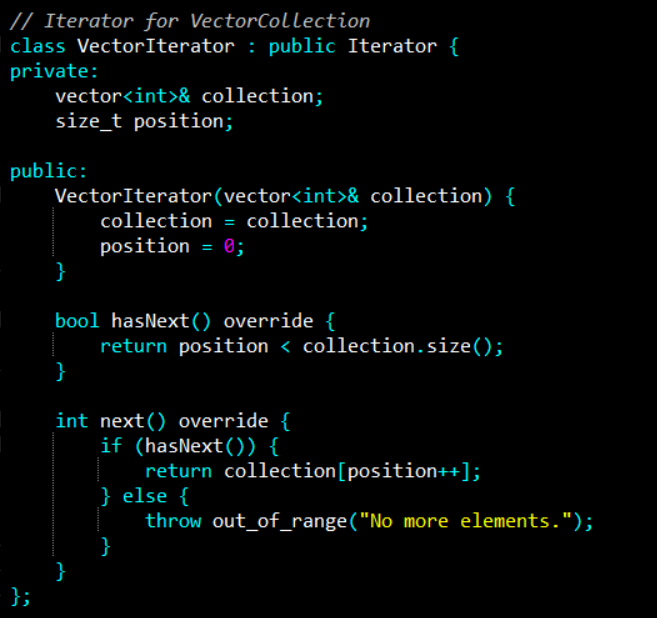 // Iterator for VectorCollection
class VectorIterator : public Iterator {
private:
    vector<int>& collection;
    size_t position;

public:
    VectorIterator(vector<int>& collection) {
        collection = collection;
        position = 0;
    }

    bool hasNext() override {
        return position < collection.size();
    }

    int next() override {
        if (hasNext()) {
            return collection[position++];
        } else {
            throw out_of_range("No more elements.");
        }
    }
};